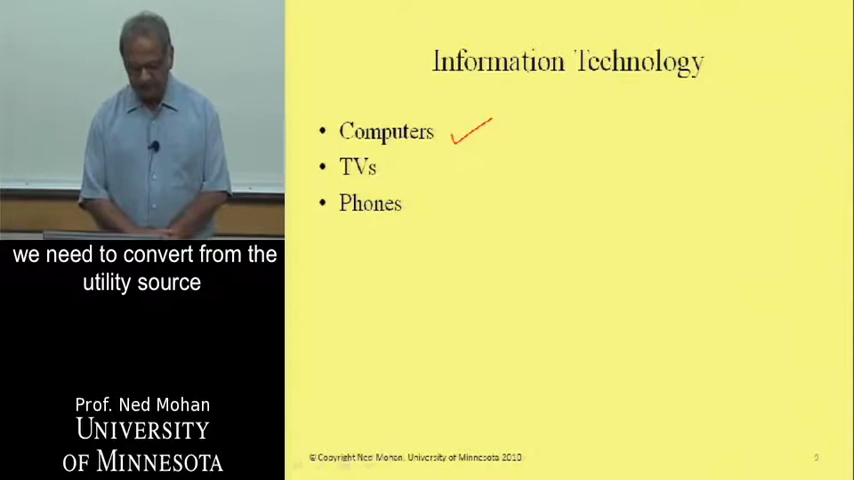 Information Technology
• Computers
• TVs
• Phones
we need to convert from the
utility source
Prof. Ned Mohan
UNIVERSITY
OF MINNESOTA
© Copyright Ned Mohan, University of Minnesota 2010
9